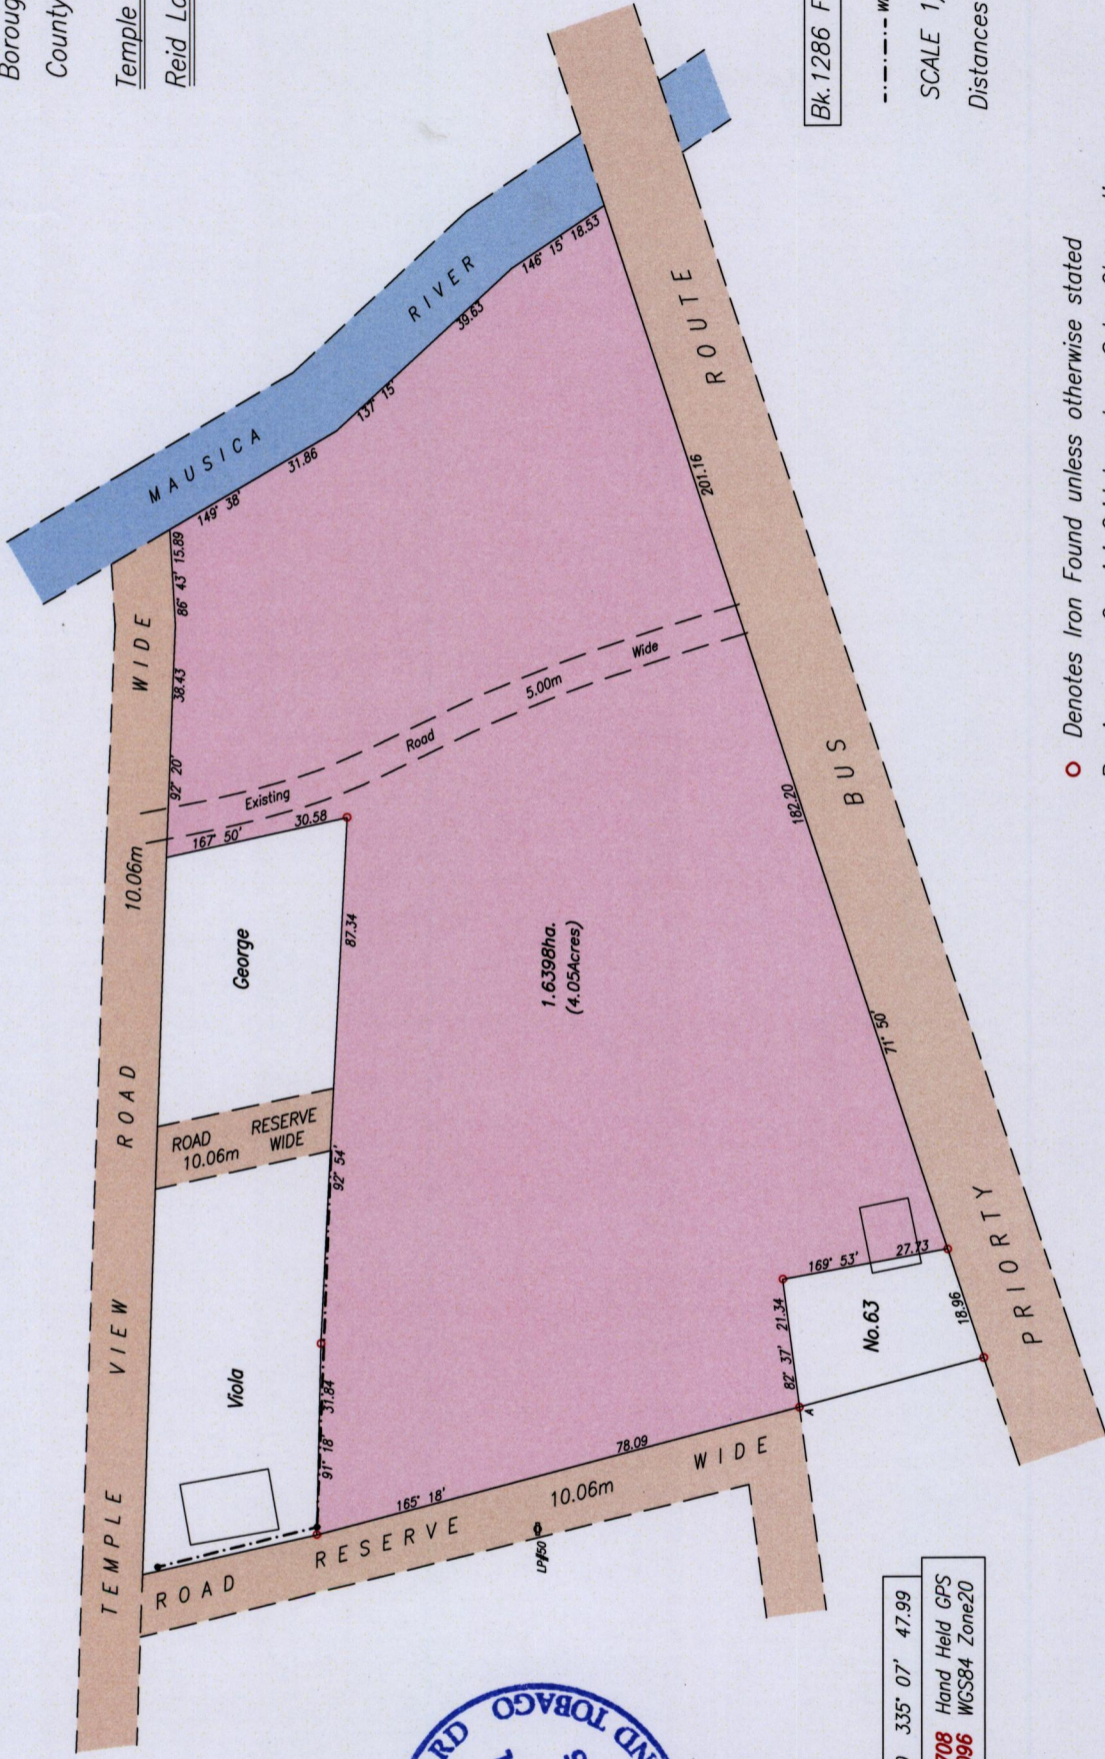 Boroug
County
Temple
Reid Lo
TEMPLE VIEW ROAD 10.06m WIDE
MAUSICA RIVER
86° 43' 15.89
149° 38' 31.86
137° 15' 39.63
146° 15' 18.53
92° 20' 38.43
167° 50' 30.58
Existing Road 5.00m Wide
George
87.34
92° 54'
ROAD RESERVE
10.06m WIDE
Viola
91° 18' 31.84
1.6398ha.
(4.05Acres)
201.16
182.20
71° 50'
PRIORTY BUS ROUTE
ROAD RESERVE 10.06m WIDE
165° 18' 78.09
82° 37' 21.34
169° 53' 27.73
No.63
18.96
A
LP#50
Bk.1286 F
SCALE 1
Distances
Denotes Iron Found unless otherwise stated
335° 07' 47.99
708 Hand Held GPS
96 WGS84 Zone20
RD
ND TOBAGO